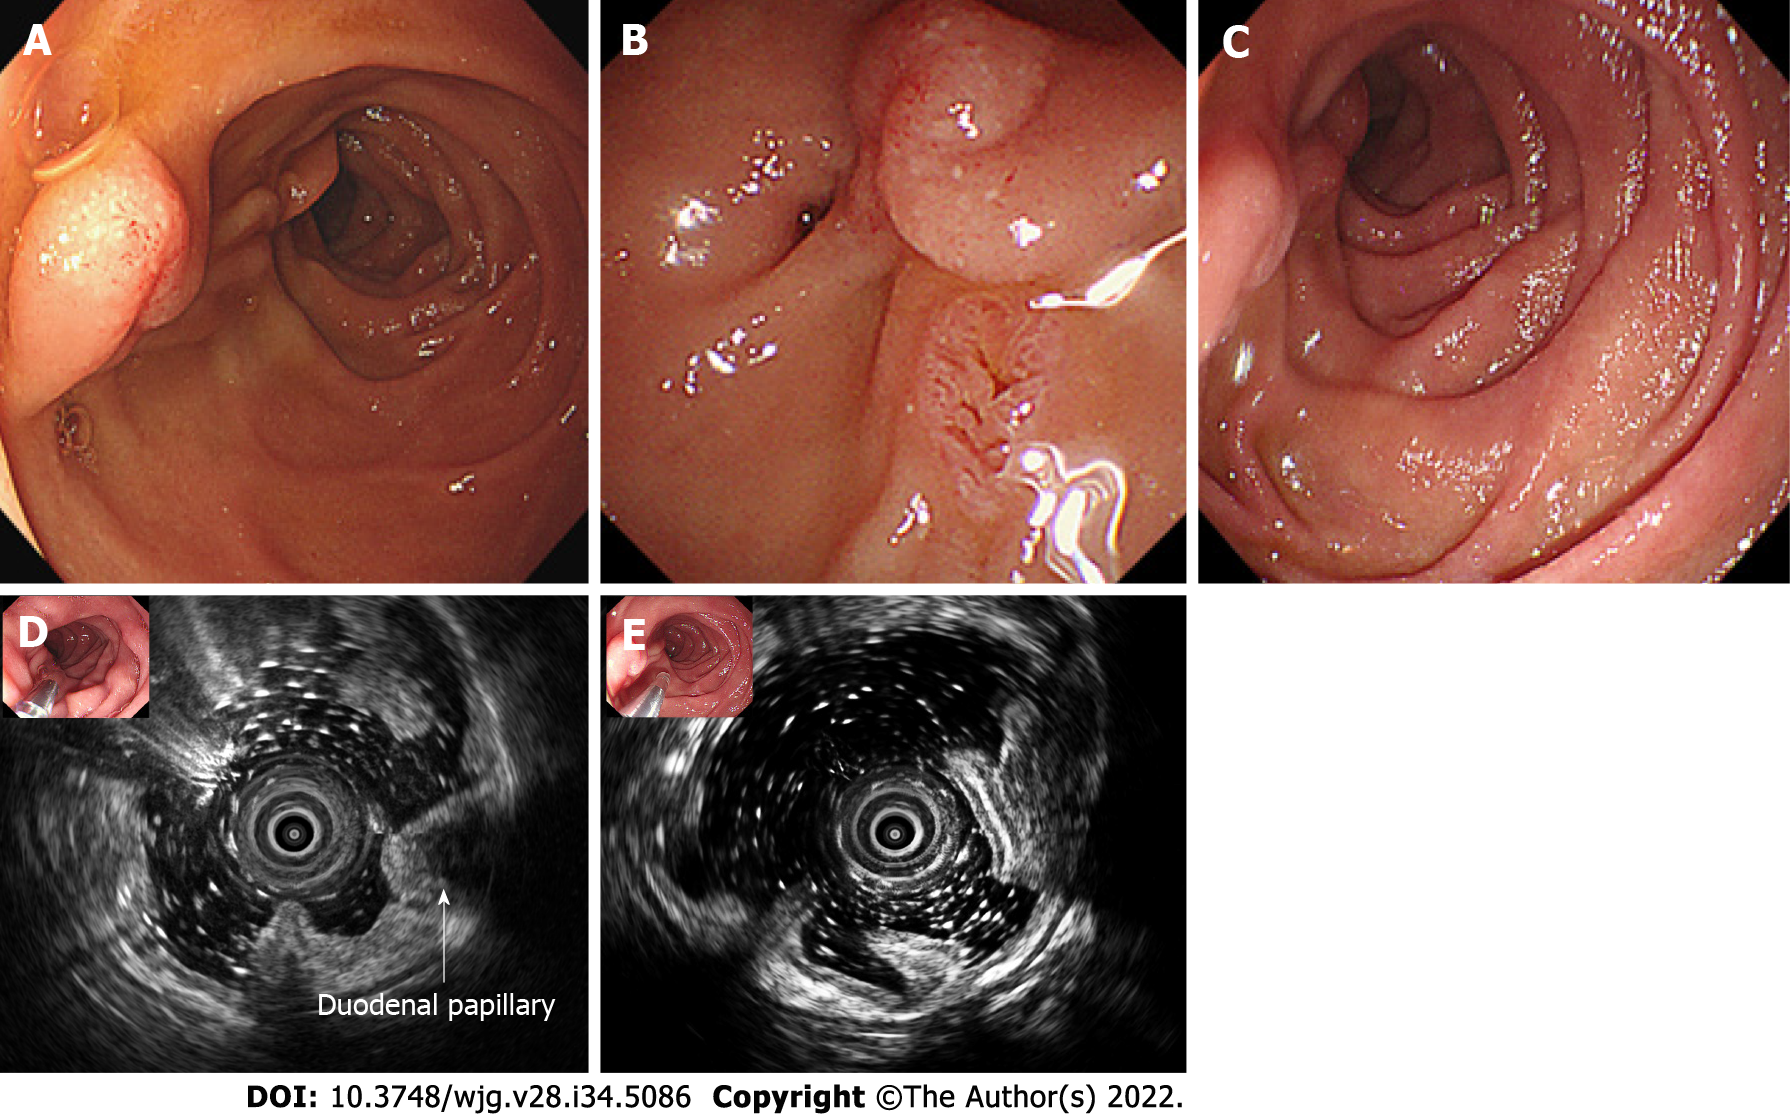 A
B
C
D
E
Duodenal papillary
DOI: 10.3748/wjg.v28.i34.5086 Copyright ©The Author(s) 2022.